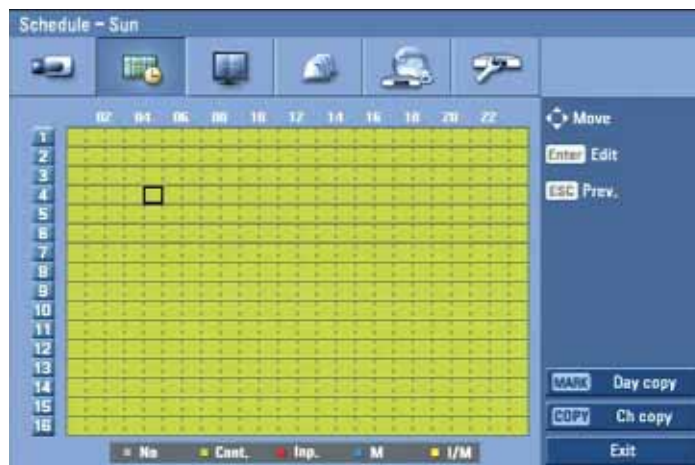 Schedule - Sun
02 04 06 08 10 12 14 16 18 20 22
Move
Enter Edit
ESC Prev.
1
2
3
4
5
6
7
8
9
10
11
12
13
14
15
16
MARK Day copy
COPY Ch copy
Exit
No Cont. Inp. M I/M